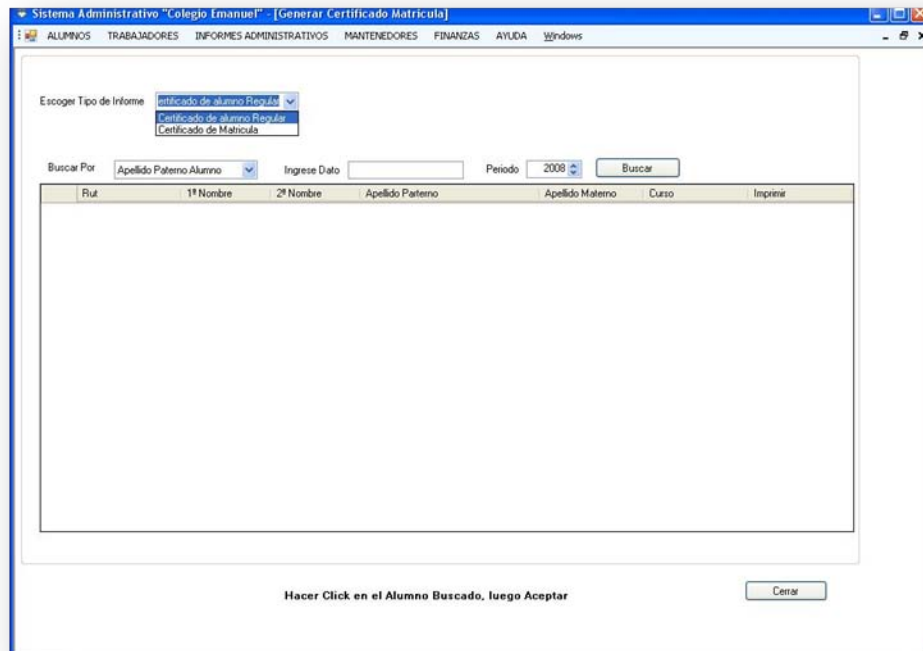 Sistema Administrativo "Colegio Emanuel" - [Generar Certificado Matricula]
ALUMNOS TRABAJADORES INFORMES ADMINISTRATIVOS MANTENEDORES FINANZAS AYUDA Windows
Escoger Tipo de Informe ertificado de alumno Regular
Certificado de alumno Regular
Certificado de Matricula
Buscar Por Apellido Paterno Alumno Ingrese Dato Periodo 2008 Buscar
Rut 1º Nombre 2º Nombre Apellido Parterno Apellido Materno Curso Imprimir
Hacer Click en el Alumno Buscado, luego Aceptar
Cerrar